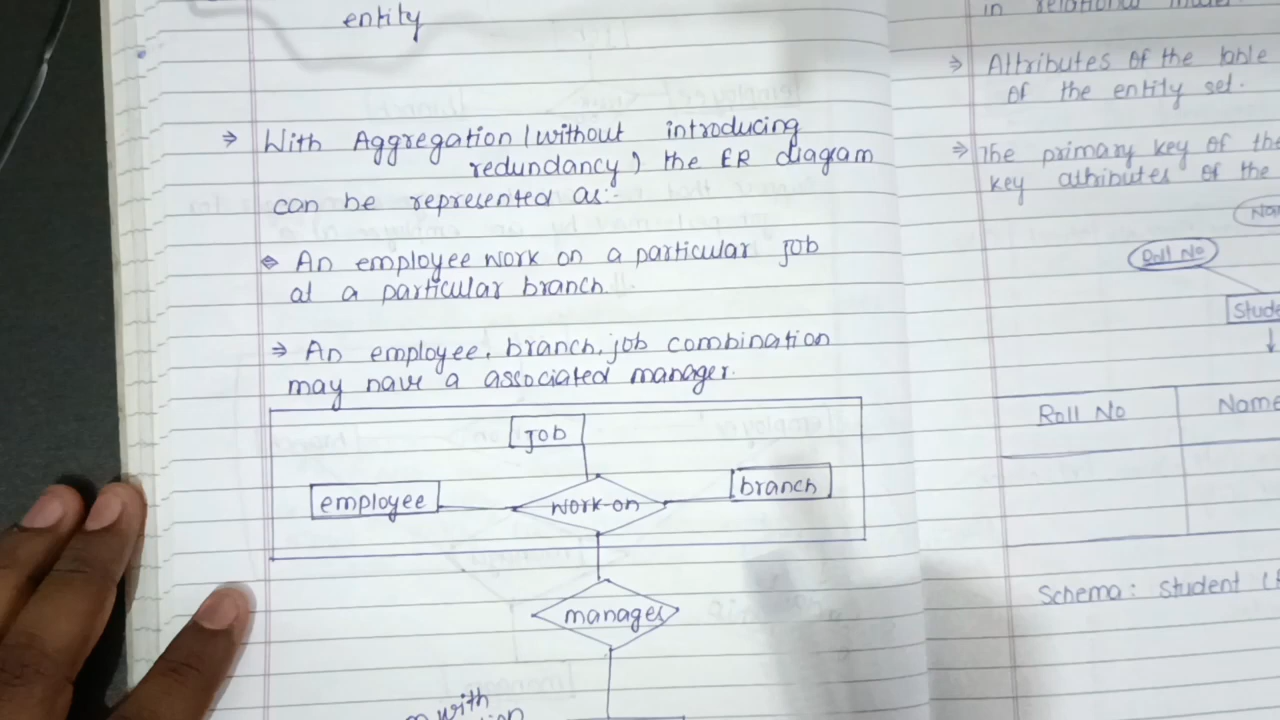 entity
⇒ With Aggregation (without introducing
redundancy) the ER diagram
can be represented as:-
⇒ An employee work on a particular job
at a particular branch.
⇒ An employee, branch, job combination
may have a associated manager.
job
employee
work-on
branch
manages
with
in relational
⇒ Attributes of the table
of the entity set.
⇒ The primary key of the
key attributes of the
Roll No
Roll No
Name
Schema: Student (